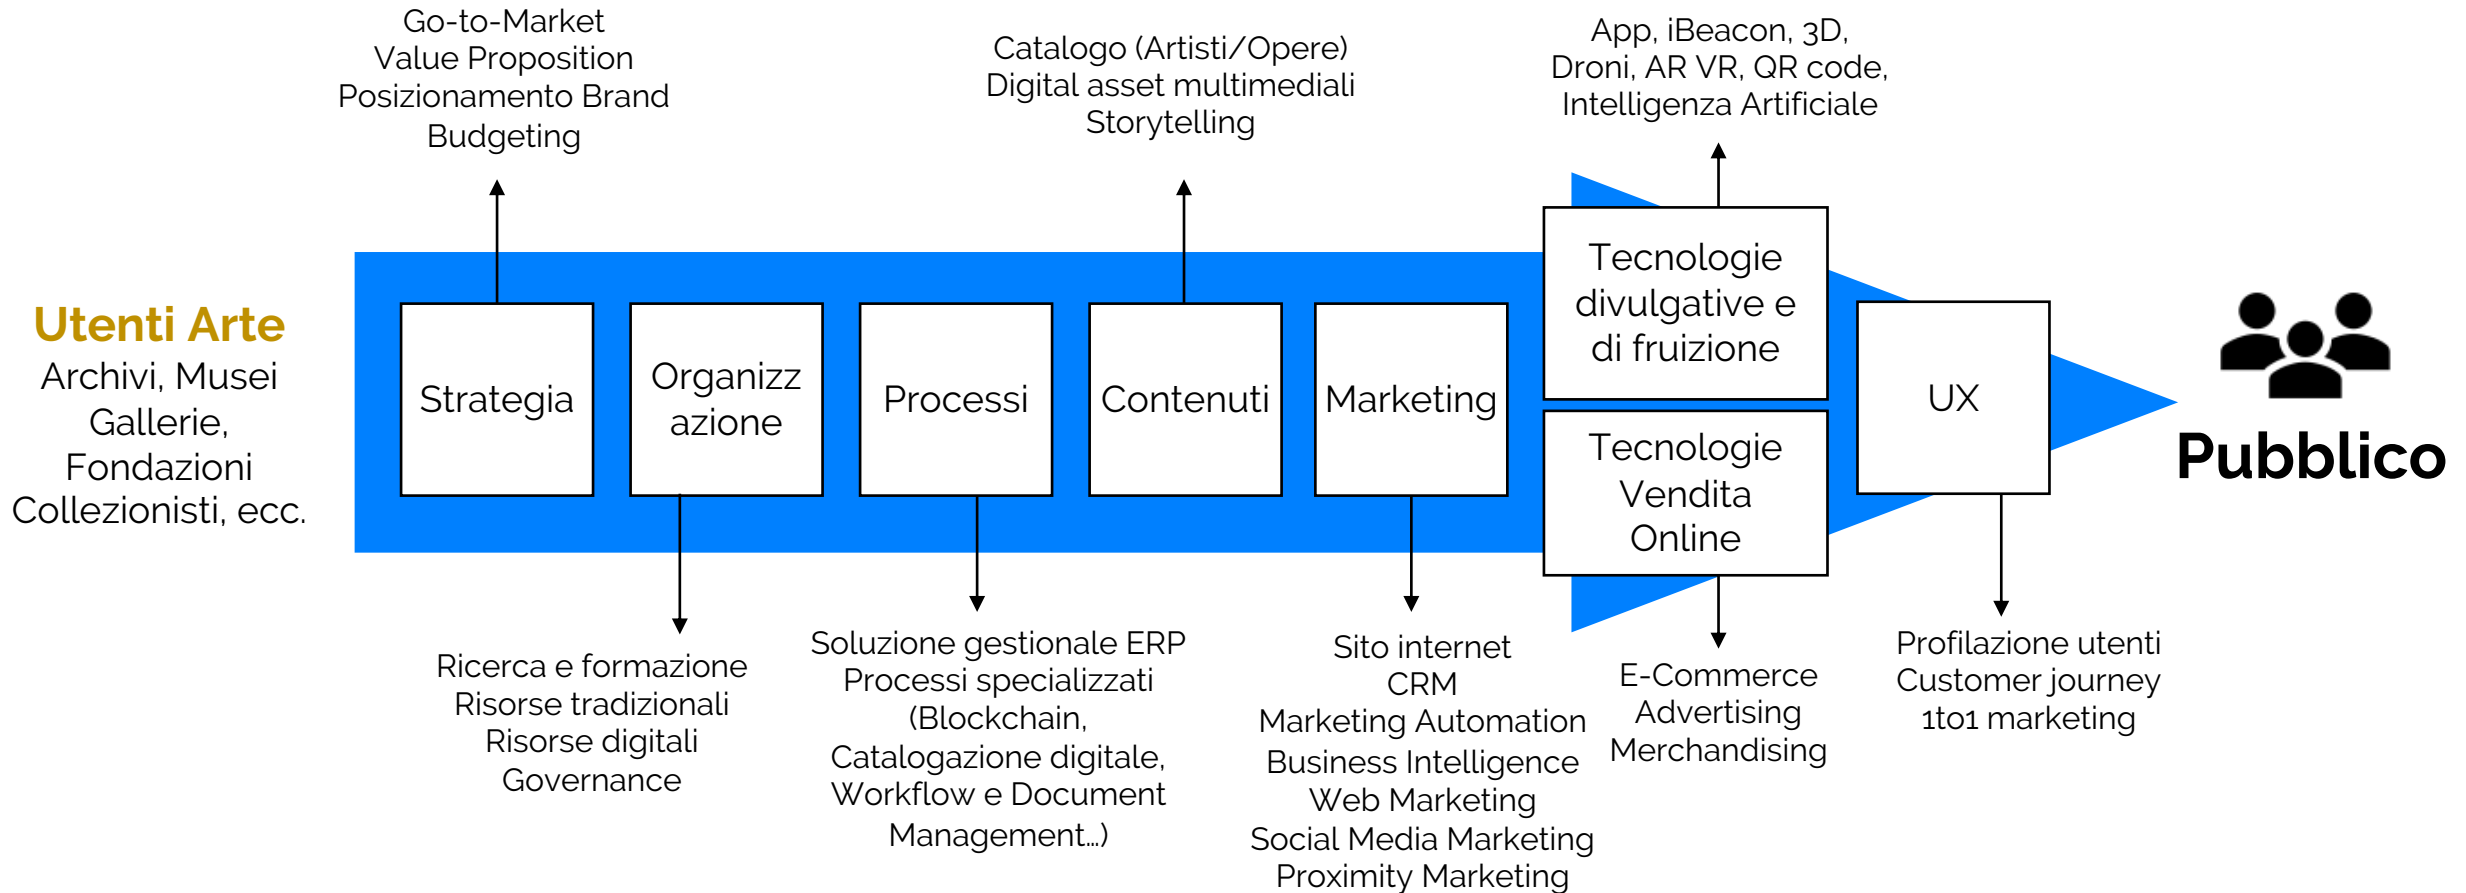 Go-to-Market
Value Proposition
Posizionamento Brand
Budgeting
Catalogo (Artisti/Opere)
Digital asset multimediali
Storytelling
App, iBeacon, 3D,
Droni, AR VR, QR code,
Intelligenza Artificiale
Utenti Arte
Archivi, Musei
Gallerie,
Fondazioni
Collezionisti, ecc.
Strategia
Organizz
azione
Processi
Contenuti
Marketing
Tecnologie
divulgative e
di fruizione
Tecnologie
Vendita
Online
UX
Pubblico
Ricerca e formazione
Risorse tradizionali
Risorse digitali
Governance
Soluzione gestionale ERP
Processi specializzati
(Blockchain,
Catalogazione digitale,
Workflow e Document
Management…)
Sito internet
CRM
Marketing Automation
Business Intelligence
Web Marketing
Social Media Marketing
Proximity Marketing
E-Commerce
Advertising
Merchandising
Profilazione utenti
Customer journey
1to1 marketing